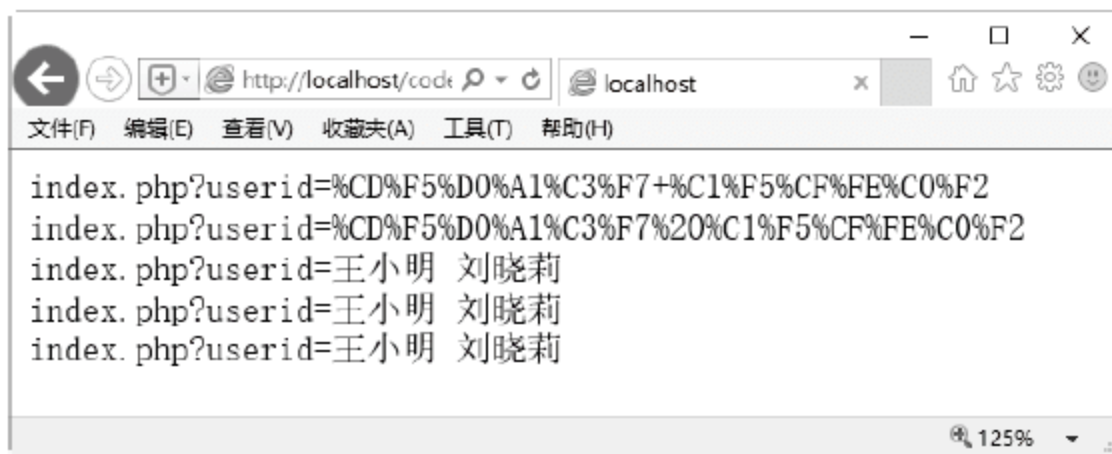 http://localhost/code
localhost
文件(F) 编辑(E) 查看(V) 收藏夹(A) 工具(T) 帮助(H)
index.php?userid=%CD%F5%D0%A1%C3%F7+%C1%F5%CF%FE%C0%F2
index.php?userid=%CD%F5%D0%A1%C3%F7%20%C1%F5%CF%FE%C0%F2
index.php?userid=王小明 刘晓莉
index.php?userid=王小明 刘晓莉
index.php?userid=王小明 刘晓莉
125%